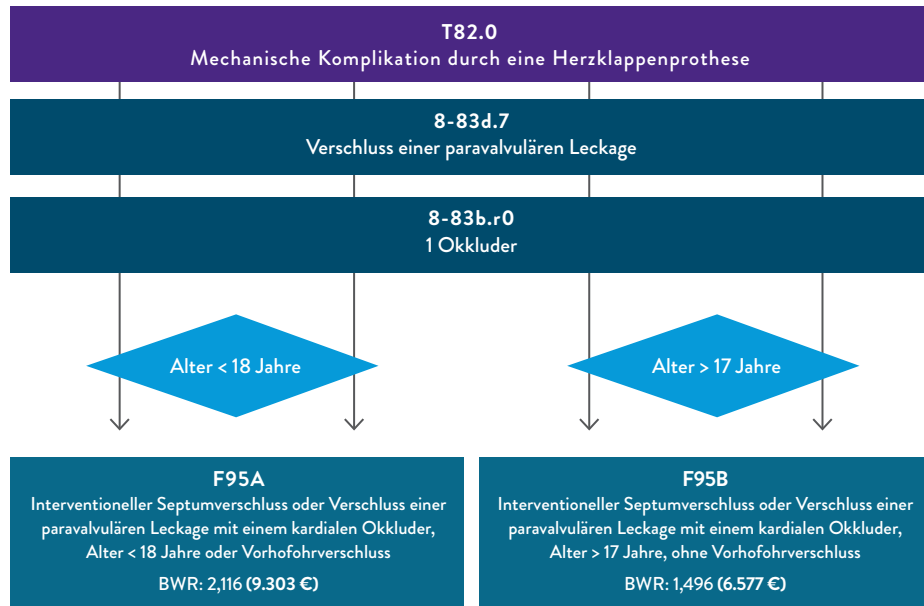 T82.0
Mechanische Komplikation durch eine Herzklappenprothese
8-83d.7
Verschluss einer paravalvulären Leckage
8-83b.r0
1 Okkluder
Alter < 18 Jahre
Alter > 17 Jahre
F95A
Interventioneller Septumverschluss oder Verschluss einer
paravalvulären Leckage mit einem kardialen Okkluder,
Alter < 18 Jahre oder Vorhofohrverschluss
BWR: 2,116 (9.303 €)
F95B
Interventioneller Septumverschluss oder Verschluss einer
paravalvulären Leckage mit einem kardialen Okkluder,
Alter > 17 Jahre, ohne Vorhofohrverschluss
BWR: 1,496 (6.577 €)